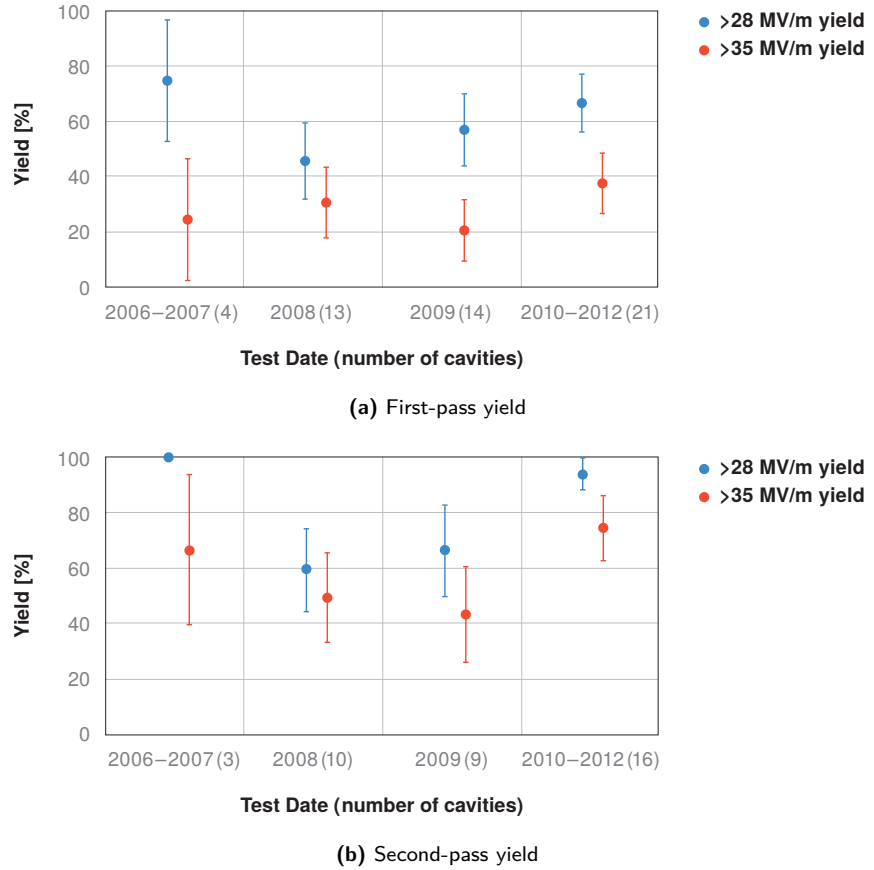 100
80
60
40
20
0
Yield [%]
>28 MV/m yield
>35 MV/m yield
2006–2007(4) 2008(13) 2009(14) 2010–2012(21)
Test Date (number of cavities)
(a) First-pass yield
100
80
60
40
20
0
Yield [%]
>28 MV/m yield
>35 MV/m yield
2006–2007(3) 2008(10) 2009(9) 2010–2012(16)
Test Date (number of cavities)
(b) Second-pass yield